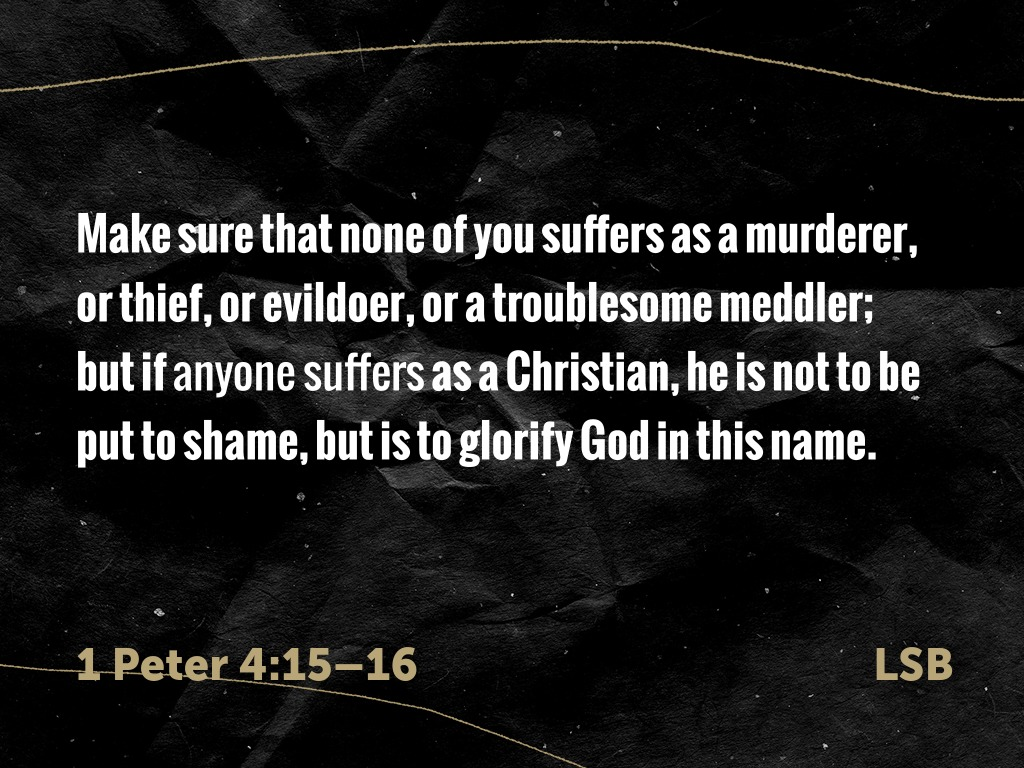 Make sure that none of you suffers as a murderer,
or thief, or evildoer, or a troublesome meddler;
but if anyone suffers as a Christian, he is not to be
put to shame, but is to glorify God in this name.
1 Peter 4:15–16 LSB